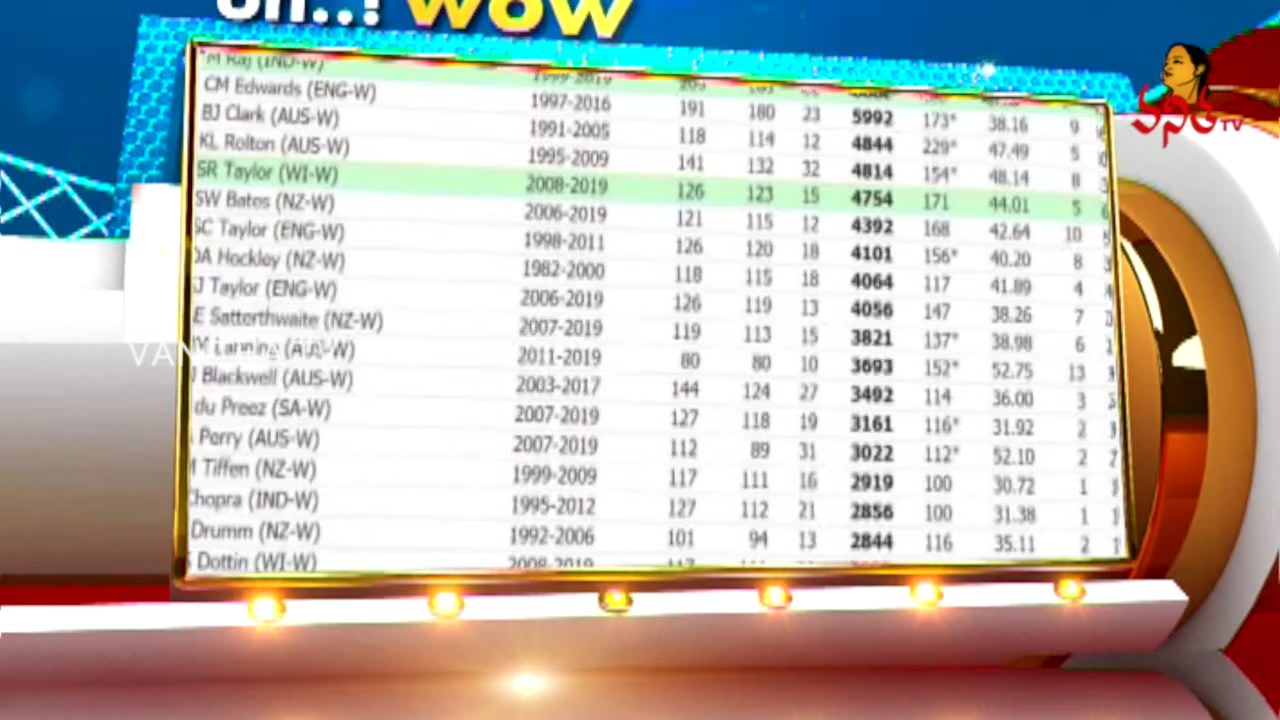 WOW
spb TV
M Raj (IND-W) 1999-2019
CM Edwards (ENG-W) 1997-2016 191 180 23 5992 173* 38.16 9
BJ Clark (AUS-W) 1991-2005 118 114 12 4844 229* 47.49 5
KL Rolton (AUS-W) 1995-2009 141 132 32 4814 154* 48.14 8
SR Taylor (WI-W) 2008-2019 126 123 15 4754 171 44.01 5
SW Bates (NZ-W) 2006-2019 121 115 12 4392 168 42.64 10
SC Taylor (ENG-W) 1998-2011 126 120 18 4101 156* 40.20 8
DA Hockley (NZ-W) 1982-2000 118 115 18 4064 117 41.89 4
J Taylor (ENG-W) 2006-2019 126 119 13 4056 147 38.26 7
E Satterthwaite (NZ-W) 2007-2019 119 113 15 3821 137* 38.98 6
Lanning (AUS-W) 2011-2019 80 80 10 3693 152* 52.75 13
Blackwell (AUS-W) 2003-2017 144 124 27 3492 114 36.00 3
du Preez (SA-W) 2007-2019 127 118 19 3161 116* 31.92 2
Perry (AUS-W) 2007-2019 112 89 31 3022 112* 52.10 2
Tiffen (NZ-W) 1999-2009 117 111 16 2919 100 30.72 1
Chopra (IND-W) 1995-2012 127 112 21 2856 100 31.38 1
Drumm (NZ-W) 1992-2006 101 94 13 2844 116 35.11 2
Dottin (WI-W) 2008-2019